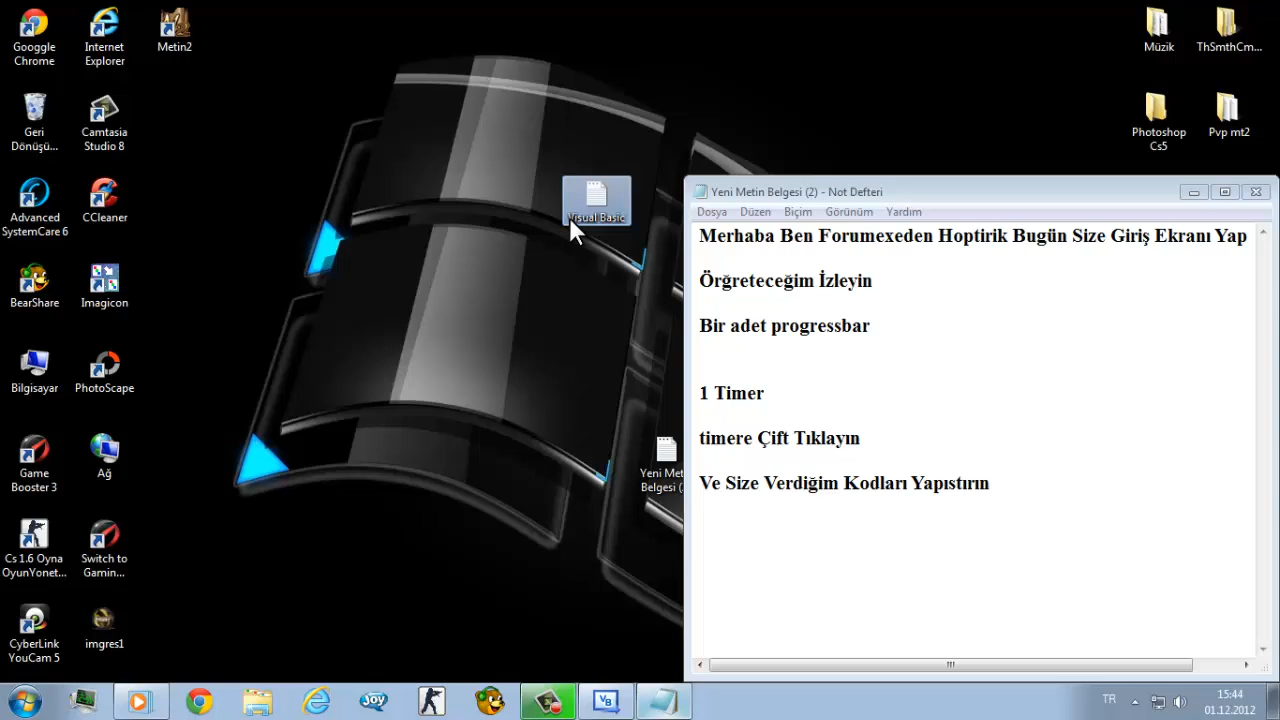 Googgle
Chrome
Internet
Explorer
Metin2
Müzik
ThSmthCm...
Geri
Dönüşü...
Camtasia
Studio 8
Photoshop
Cs5
Pvp mt2
Advanced
SystemCare 6
CCleaner
Visual Basic
BearShare
Imagicon
Bilgisayar
PhotoScape
Game
Booster 3
Ağ
Yeni Met
Belgesi (
Cs 1.6 Oyna
OyunYonet...
Switch to
Gamin...
CyberLink
YouCam 5
imgres1
Yeni Metin Belgesi (2) - Not Defteri
Dosya Düzen Biçim Görünüm Yardım
Merhaba Ben Forumexeden Hoptirik Bugün Size Giriş Ekranı Yap
Örğreteceğim İzleyin
Bir adet progressbar
1 Timer
timere Çift Tıklayın
Ve Size Verdiğim Kodları Yapıstırın
Joy
VB
TR
15:44
01.12.2012